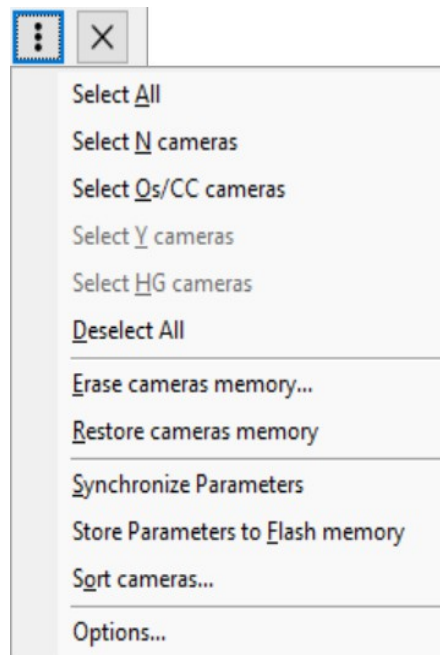 Select All
Select N cameras
Select Os/CC cameras
Select Y cameras
Select HG cameras
Deselect All
Erase cameras memory...
Restore cameras memory
Synchronize Parameters
Store Parameters to Flash memory
Sort cameras...
Options...